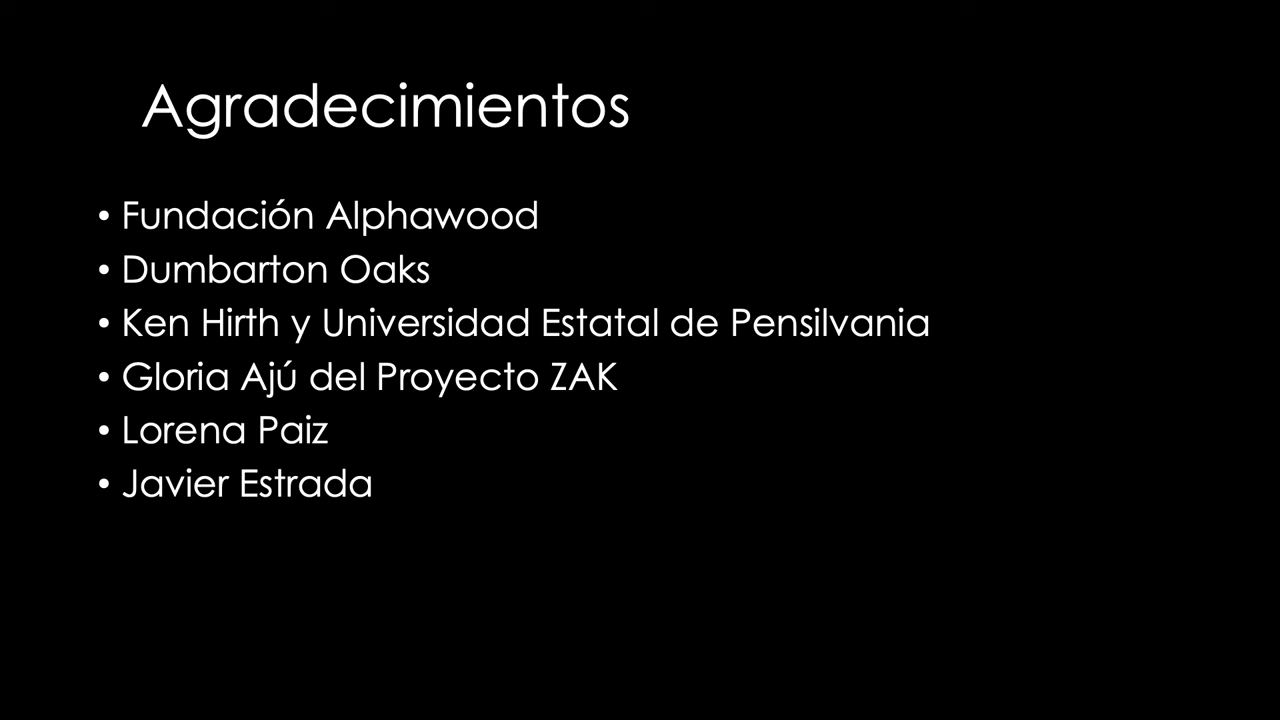 Agradecimientos
• Fundación Alphawood
• Dumbarton Oaks
• Ken Hirth y Universidad Estatal de Pensilvania
• Gloria Ajú del Proyecto ZAK
• Lorena Paiz
• Javier Estrada